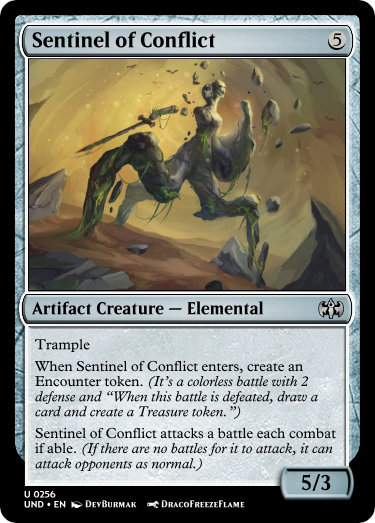 Sentinel of Conflict 5
Artifact Creature — Elemental
Trample
When Sentinel of Conflict enters, create an
Encounter token. (It's a colorless battle with 2
defense and “When this battle is defeated, draw a
card and create a Treasure token.”)
Sentinel of Conflict attacks a battle each combat
if able. (If there are no battles for it to attack, it can
attack opponents as normal.)
5/3
U 0256
UND • EN DevBurmak DracoFreezeFlame